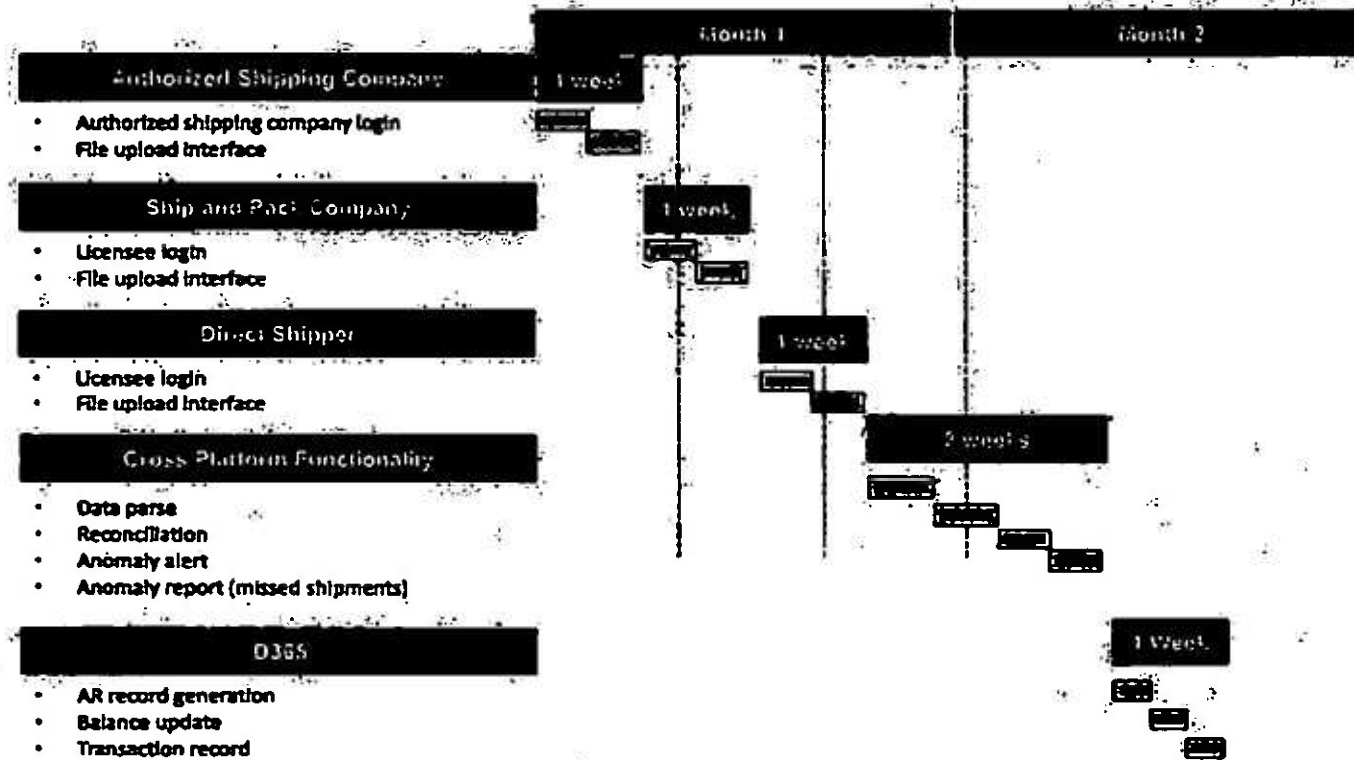 Month 1
Month 2
Authorized Shipping Company
1 week
• Authorized shipping company login
• File upload interface
Ship and Pack Company
1 week
• Licensee login
• File upload interface
Direct Shipper
1 week
• Licensee login
• File upload interface
Cross Platform Functionality
2 weeks
• Data parse
• Reconciliation
• Anomaly alert
• Anomaly report (missed shipments)
D365
1 Week
• AR record generation
• Balance update
• Transaction record